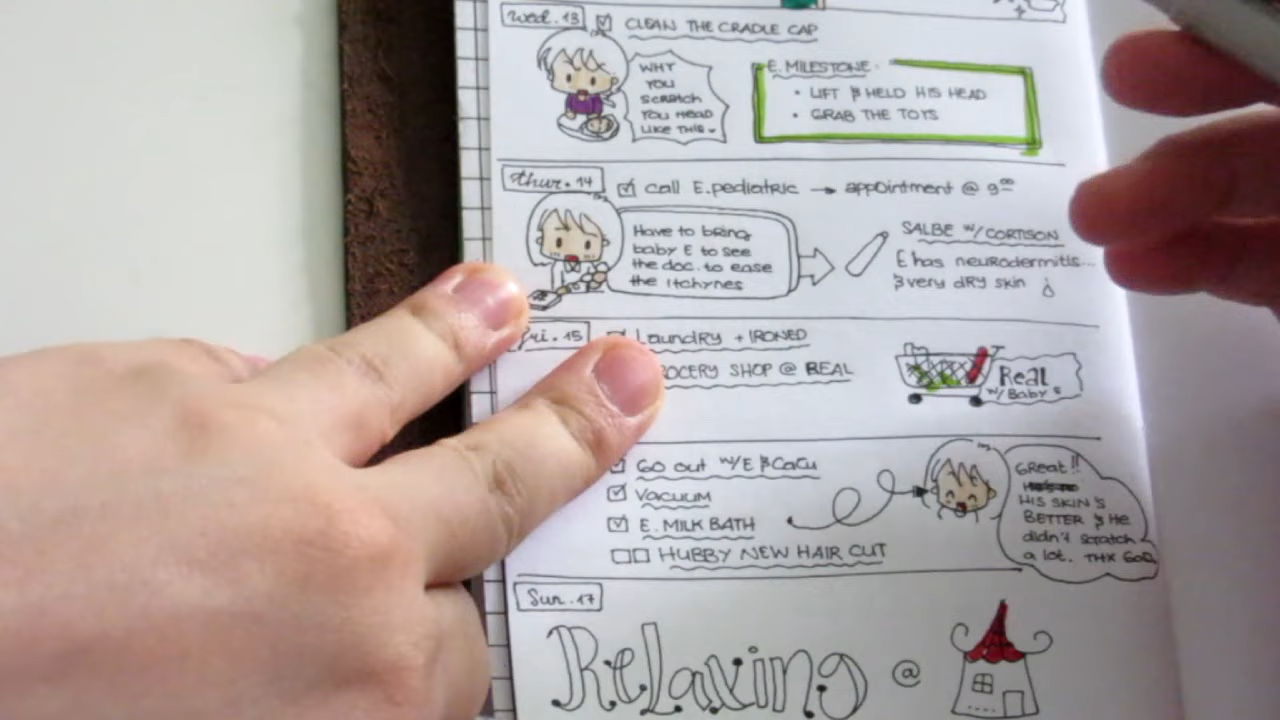 Wed. 13
CLEAN THE CRADLE CAP
WHY
YOU
SCRATCH
YOU HEAD
LIKE THIS
E. MILESTONE.
• LIFT & HELD HIS HEAD
• GRAB THE TOYS
thur. 14
call E.pediatric → appointment @ 9⁰⁰
Have to bring
baby E to see
the doc. to ease
the Itchynes
SALBE W/ CORTISON
E has neurodermitis...
& very dRY skin
fri. 15
LaundRY + IRONED
ROCERY SHOP @ REAL
Real
w/ Baby s
Go out W/E & CaCu
Vacuum
E. MILK BATH
HUBBY NEW HAIR CUT
GReat!!
HIS SKIN'S
BETTER & He
didn't scratch
a lot. THX GOD
Sun. 17
Relaxing @